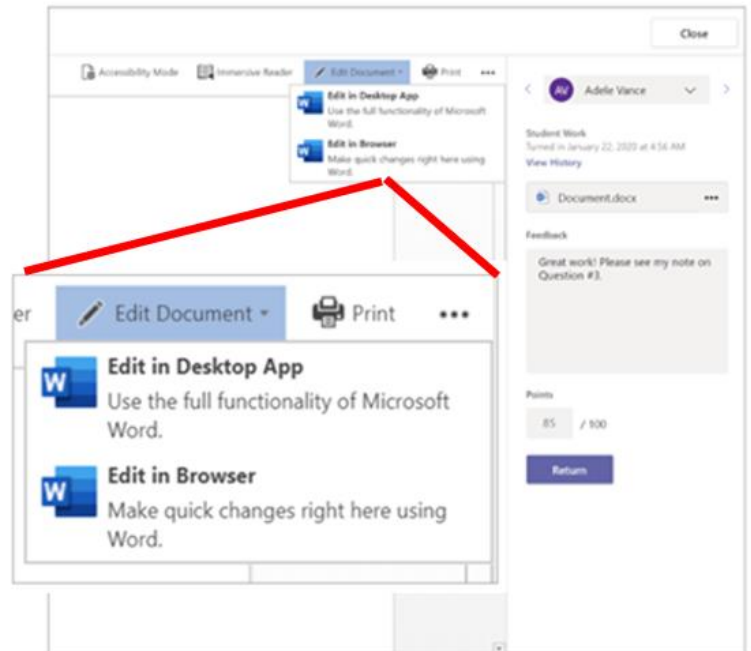 Close
Accessibility Mode Immersive Reader Edit Document Print •••
Edit in Desktop App
Use the full functionality of Microsoft
Word.
Edit in Browser
Make quick changes right here using
Word.
< AV Adele Vance >
Student Work
Turned in January 22, 2020 at 4:56 AM
View History
Document.docx •••
Feedback
Great work! Please see my note on
Question #3.
Points
85 / 100
Return
er Edit Document Print •••
W Edit in Desktop App
Use the full functionality of Microsoft
Word.
W Edit in Browser
Make quick changes right here using
Word.